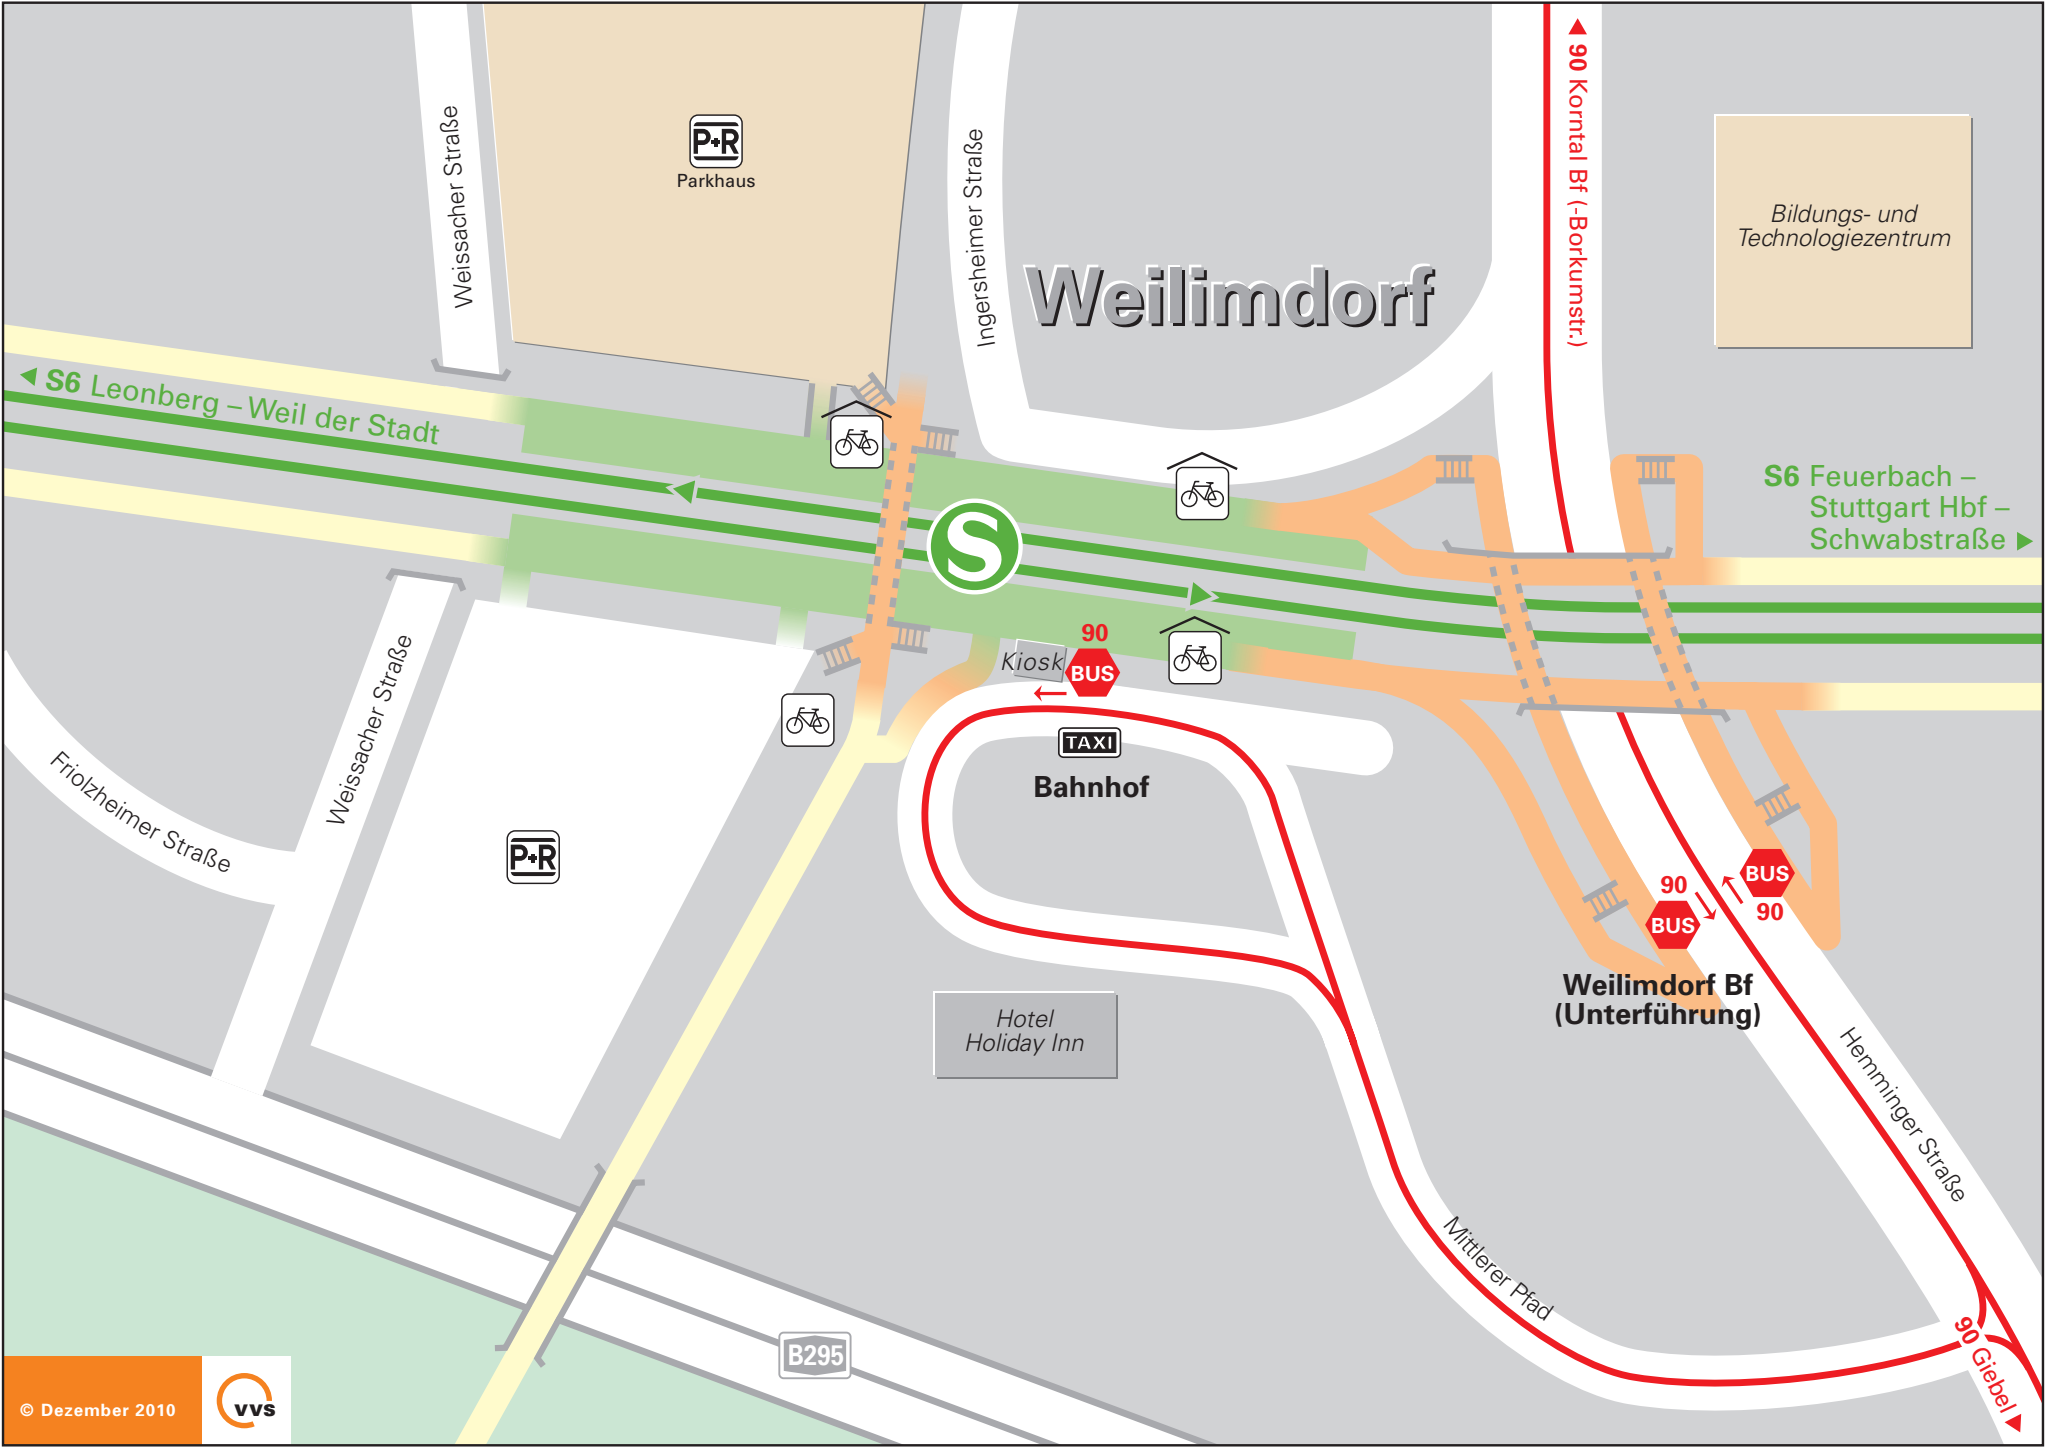 Weissacher Straße
P+R
Parkhaus
Ingersheimer Straße
Weilimdorf
90 Korntal Bf (-Borkumstr.)
Bildungs- und
Technologiezentrum
S6 Leonberg – Weil der Stadt
S6 Feuerbach –
Stuttgart Hbf –
Schwabstraße
S
90
Kiosk
BUS
TAXI
Bahnhof
Friolzheimer Straße
Weissacher Straße
P+R
90
BUS
BUS
90
Weilimdorf Bf
(Unterführung)
Hotel
Holiday Inn
Hemminger Straße
Mittlerer Pfad
90 Giebel
B295
© Dezember 2010
vvs